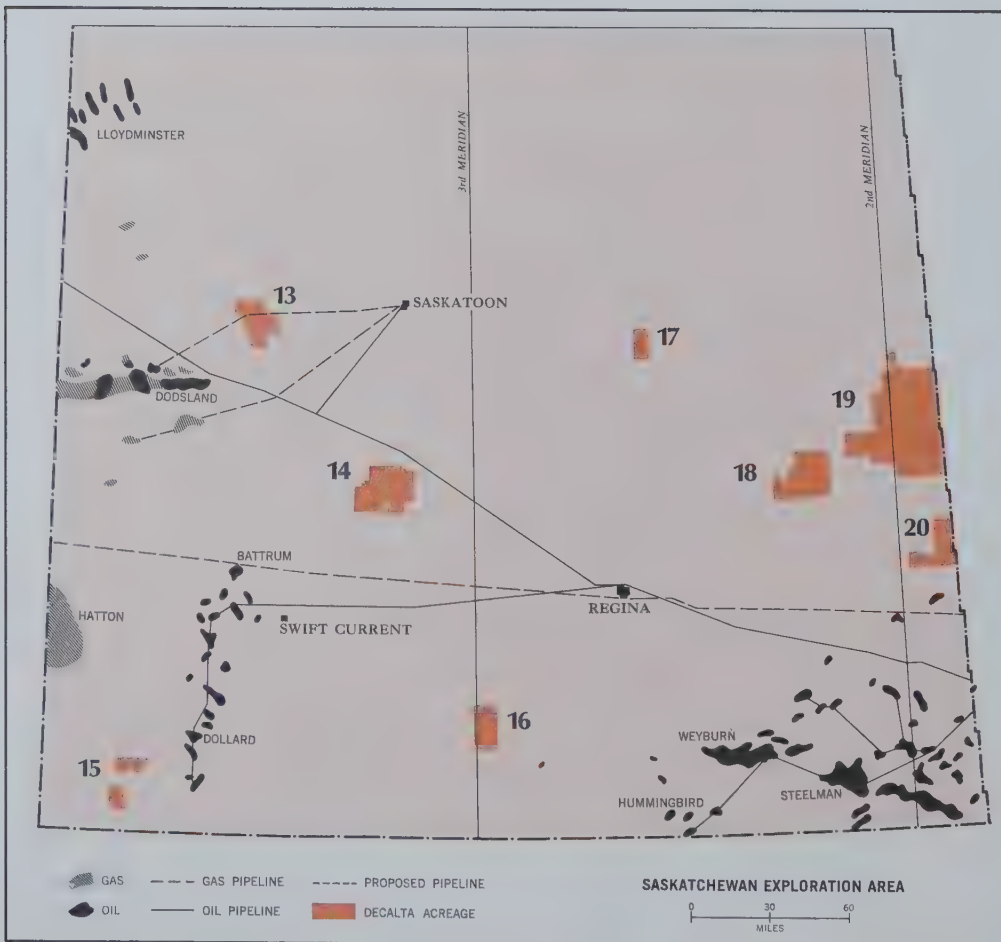 LLOYDMINSTER
3rd MERIDIAN
2nd MERIDIAN
13
SASKATOON
17
DODSLAND
19
14
18
20
BATTRUM
HATTON
REGINA
SWIFT CURRENT
16
DOLLARD
WEYBURN
15
STEELMAN
HUMMINGBIRD
GAS
GAS PIPELINE
PROPOSED PIPELINE
OIL
OIL PIPELINE
DECALTA ACREAGE
SASKATCHEWAN EXPLORATION AREA
0 30 60
MILES